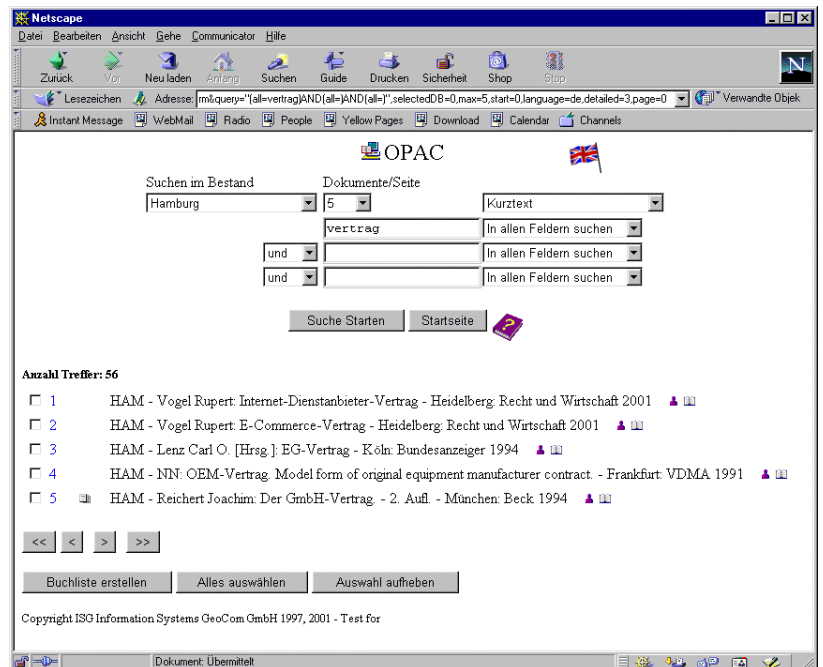 Netscape
Datei Bearbeiten Ansicht Gehe Communicator Hilfe
Zurück Vor Neu laden Anfang Suchen Guide Drucken Sicherheit Shop Stop
N
Lesezeichen Adresse: rm&query="(all=vertrag)AND(all=)AND(all=)",selectedDB=0,max=5,start=0,language=de,detailed=3,page=0 Verwandte Objek
Instant Message WebMail Radio People Yellow Pages Download Calendar Channels
OPAC
Suchen im Bestand Dokumente/Seite
Hamburg 5 Kurztext
vertrag In allen Feldern suchen
und In allen Feldern suchen
und In allen Feldern suchen
Suche Starten Startseite ?
Anzahl Treffer: 56
1 HAM - Vogel Rupert: Internet-Dienstanbieter-Vertrag - Heidelberg: Recht und Wirtschaft 2001
2 HAM - Vogel Rupert: E-Commerce-Vertrag - Heidelberg: Recht und Wirtschaft 2001
3 HAM - Lenz Carl O. [Hrsg.]: EG-Vertrag - Köln: Bundesanzeiger 1994
4 HAM - NN: OEM-Vertrag. Model form of original equipment manufacturer contract. - Frankfurt: VDMA 1991
5 HAM - Reichert Joachim: Der GmbH-Vertrag. - 2. Aufl. - München: Beck 1994
<< < > >>
Buchliste erstellen Alles auswählen Auswahl aufheben
Copyright ISG Information Systems GeoCom GmbH 1997, 2001 - Test for
Dokument: Übermittelt